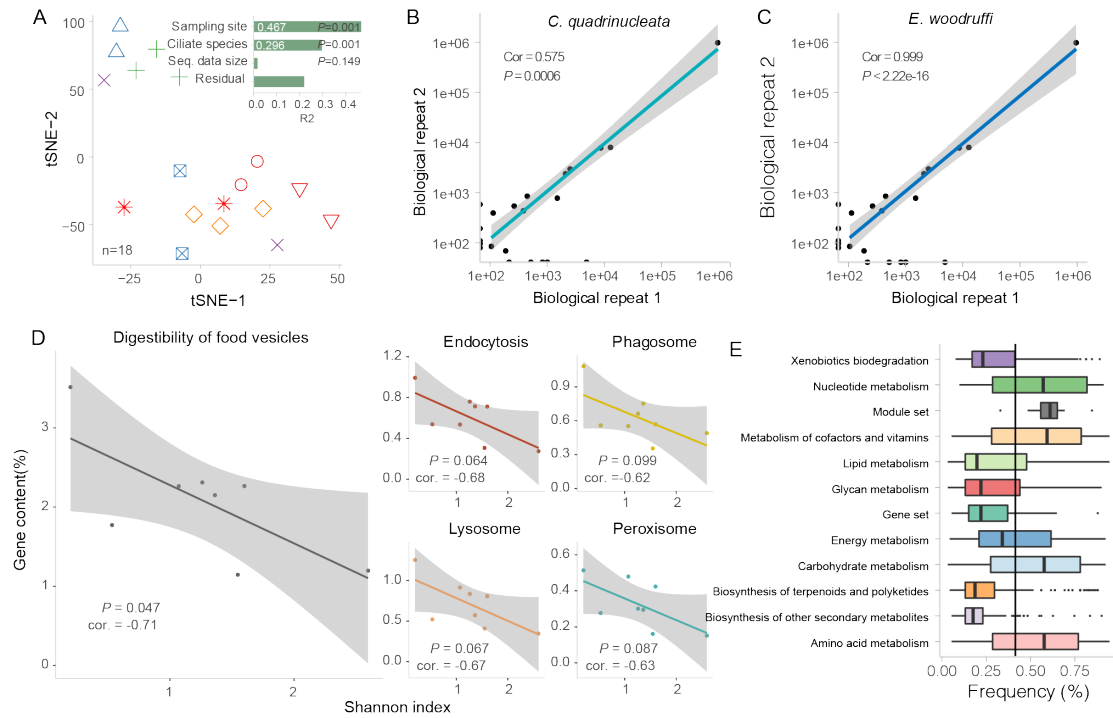 A
100
50
0
−50
tSNE−2
−25
0
25
50
tSNE−1
n=18
Sampling site
0.467
P=0.001
Ciliate species
0.296
P=0.001
Seq. data size
P=0.149
Residual
0.0
0.1
0.2
0.3
0.4
R2
B
C. quadrinucleata
1e+06
1e+05
1e+04
1e+03
1e+02
Biological repeat 2
Cor = 0.575
P = 0.0006
1e+02
1e+03
1e+04
1e+05
1e+06
Biological repeat 1
C
E. woodruffi
1e+06
1e+05
1e+04
1e+03
1e+02
Biological repeat 2
Cor = 0.999
P < 2.22e-16
1e+02
1e+03
1e+04
1e+05
1e+06
Biological repeat 1
D
Digestibility of food vesicles
3
2
1
0
Gene content(%)
P = 0.047
cor. = -0.71
1
2
Shannon index
Endocytosis
1.2
0.8
0.4
0.0
P = 0.064
cor. = -0.68
1
2
Phagosome
0.9
0.6
0.3
0.0
P = 0.099
cor. =-0.62
1
2
Lysosome
1.0
0.5
0.0
P = 0.067
cor. = -0.67
1
2
Peroxisome
0.6
0.4
0.2
0.0
P = 0.087
cor. = -0.63
1
2
E
Xenobiotics biodegradation
Nucleotide metabolism
Module set
Metabolism of cofactors and vitamins
Lipid metabolism
Glycan metabolism
Gene set
Energy metabolism
Carbohydrate metabolism
Biosynthesis of terpenoids and polyketides
Biosynthesis of other secondary metabolites
Amino acid metabolism
0.00
0.25
0.50
0.75
Frequency (%)